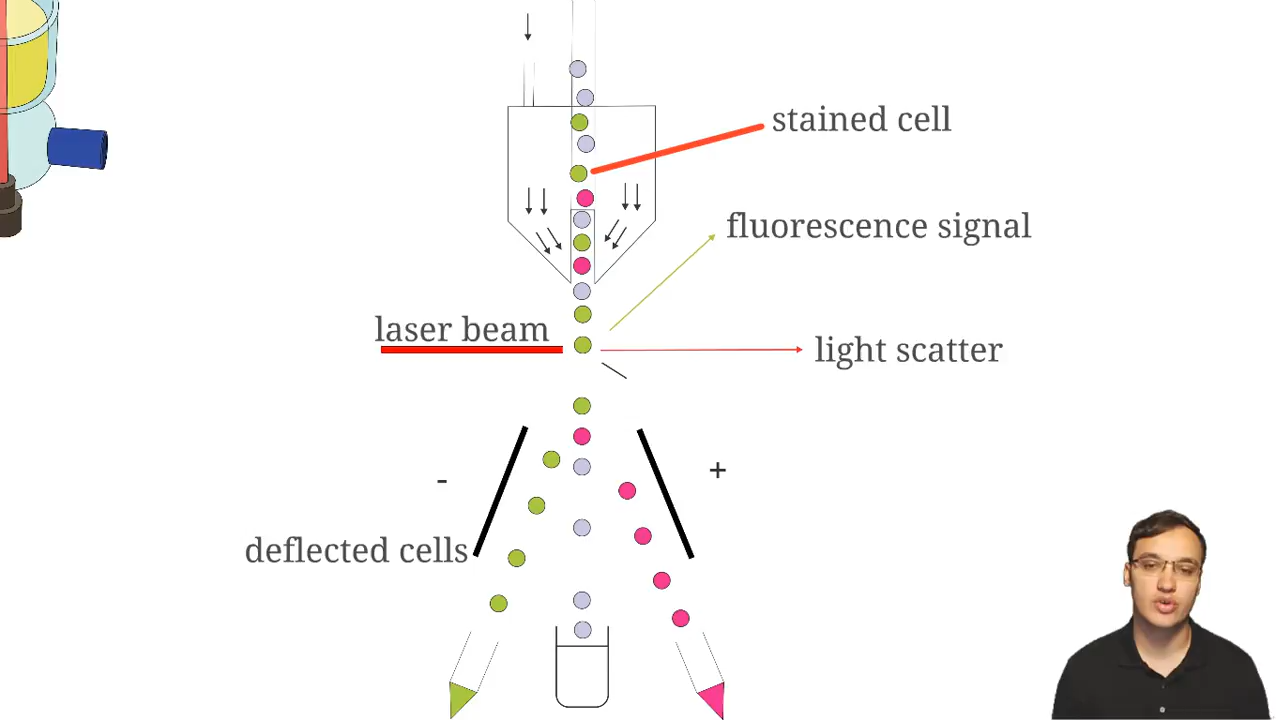 stained cell
fluorescence signal
laser beam
light scatter
-
+
deflected cells